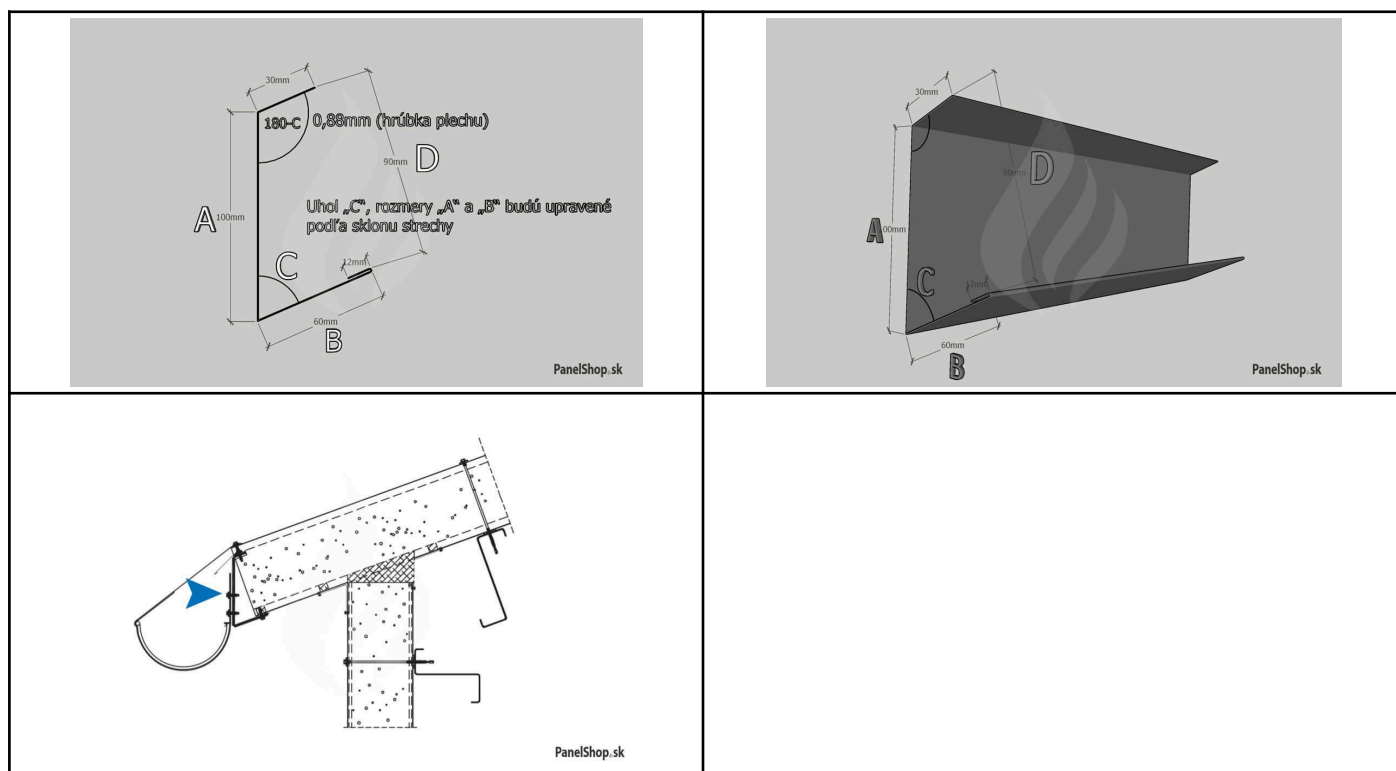 30mm
180-C 0,88mm (hrúbka plechu)
D
90mm
A 100mm
Uhol „C“, rozmery „A“ a „B“ budú upravené
podľa sklonu strechy
12mm
C
60mm
B
PanelShop.sk
30mm
D
90mm
A 00mm
C
12mm
60mm
B
PanelShop.sk
PanelShop.sk